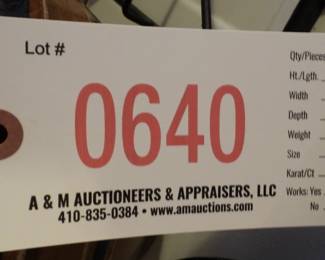 Lot #
0640
A & M AUCTIONEERS & APPRAISERS, LLC
410-835-0384 • www.amauctions.com
Qty/Pieces
Ht./Lgth.
Width
Depth
Weight
Size
Karat/Ct
Works: Yes
No